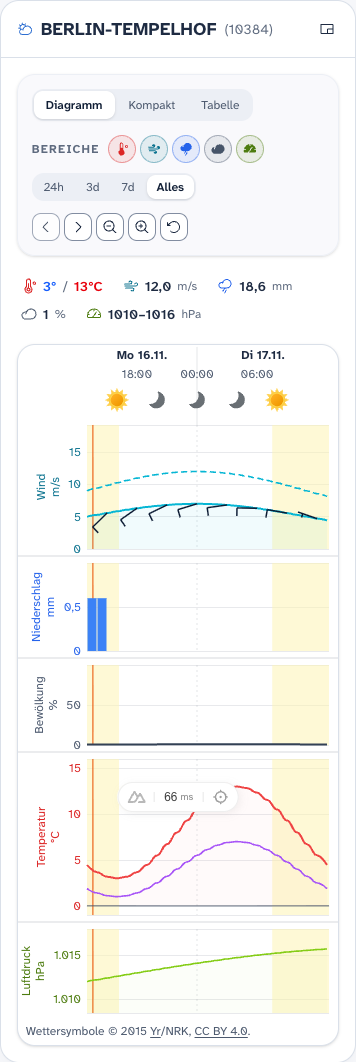 BERLIN-TEMPELHOF (10384)
Diagramm Kompakt Tabelle
BEREICHE
24h 3d 7d Alles
3° / 13°C 12,0 m/s 18,6 mm
1 % 1010–1016 hPa
Mo 16.11. Di 17.11.
18:00 00:00 06:00
Wind
m/s
15
10
5
0
Niederschlag
mm
0,5
0
Bewölkung
%
50
0
Temperatur
°C
15
10
5
0
66 ms
Luftdruck
hPa
1.015
1.010
Wettersymbole © 2015 Yr/NRK, CC BY 4.0.